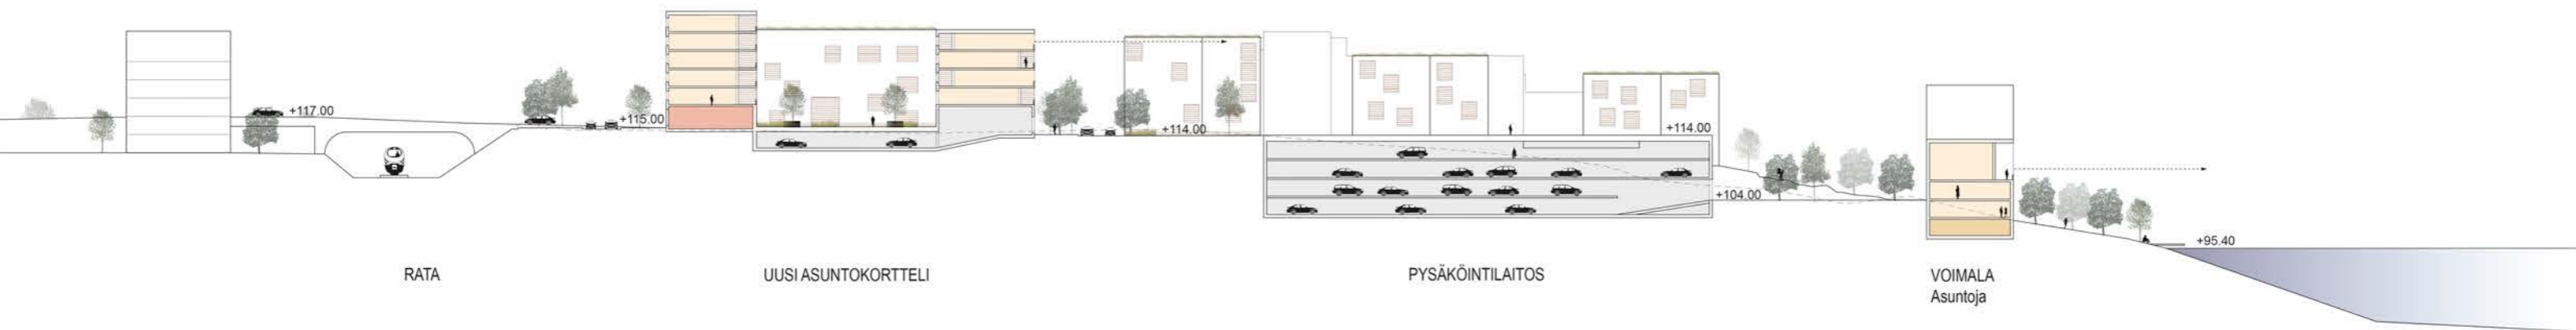 +117.00
+115.00
+114.00
+114.00
+104.00
+95.40
RATA
UUSI ASUNTOKORTTELI
PYSÄKÖINTILAITOS
VOIMALA
Asuntoja